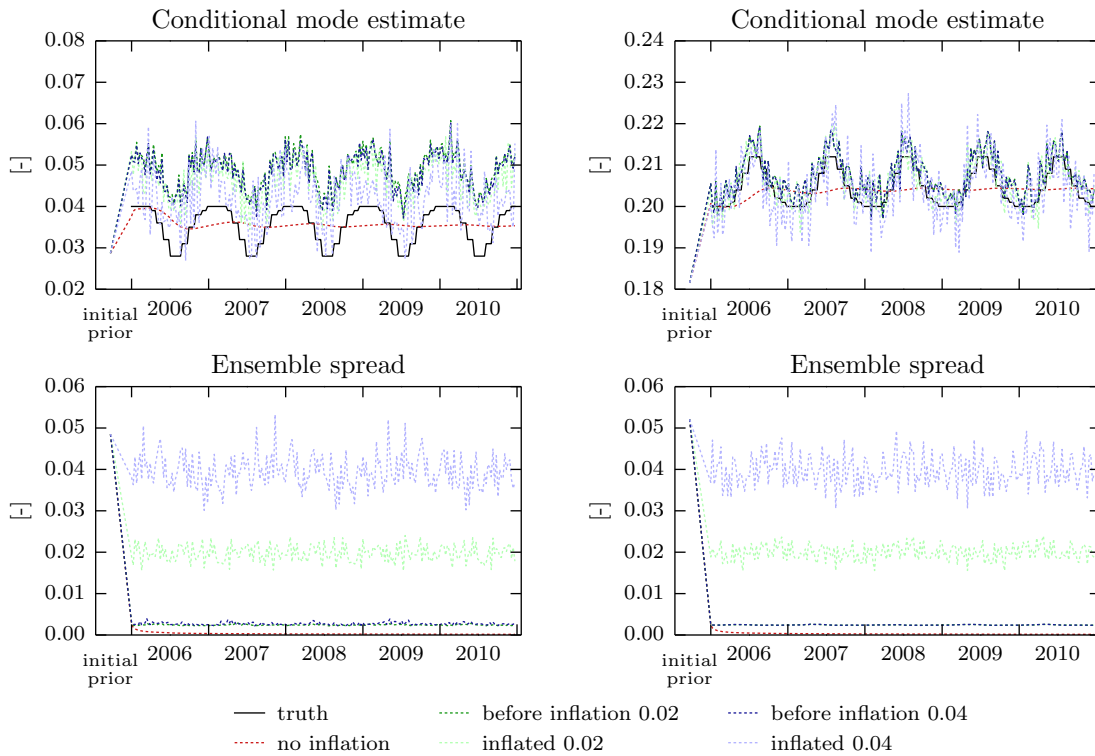 Conditional mode estimate
0.08
0.07
0.06
0.05
0.04
0.03
0.02
[-]
initial prior
2006 2007 2008 2009 2010
Conditional mode estimate
0.24
0.23
0.22
0.21
0.20
0.19
0.18
[-]
initial prior
2006 2007 2008 2009 2010
Ensemble spread
0.06
0.05
0.04
0.03
0.02
0.01
0.00
[-]
initial prior
2006 2007 2008 2009 2010
Ensemble spread
0.06
0.05
0.04
0.03
0.02
0.01
0.00
[-]
initial prior
2006 2007 2008 2009 2010
truth
no inflation
before inflation 0.02
inflated 0.02
before inflation 0.04
inflated 0.04